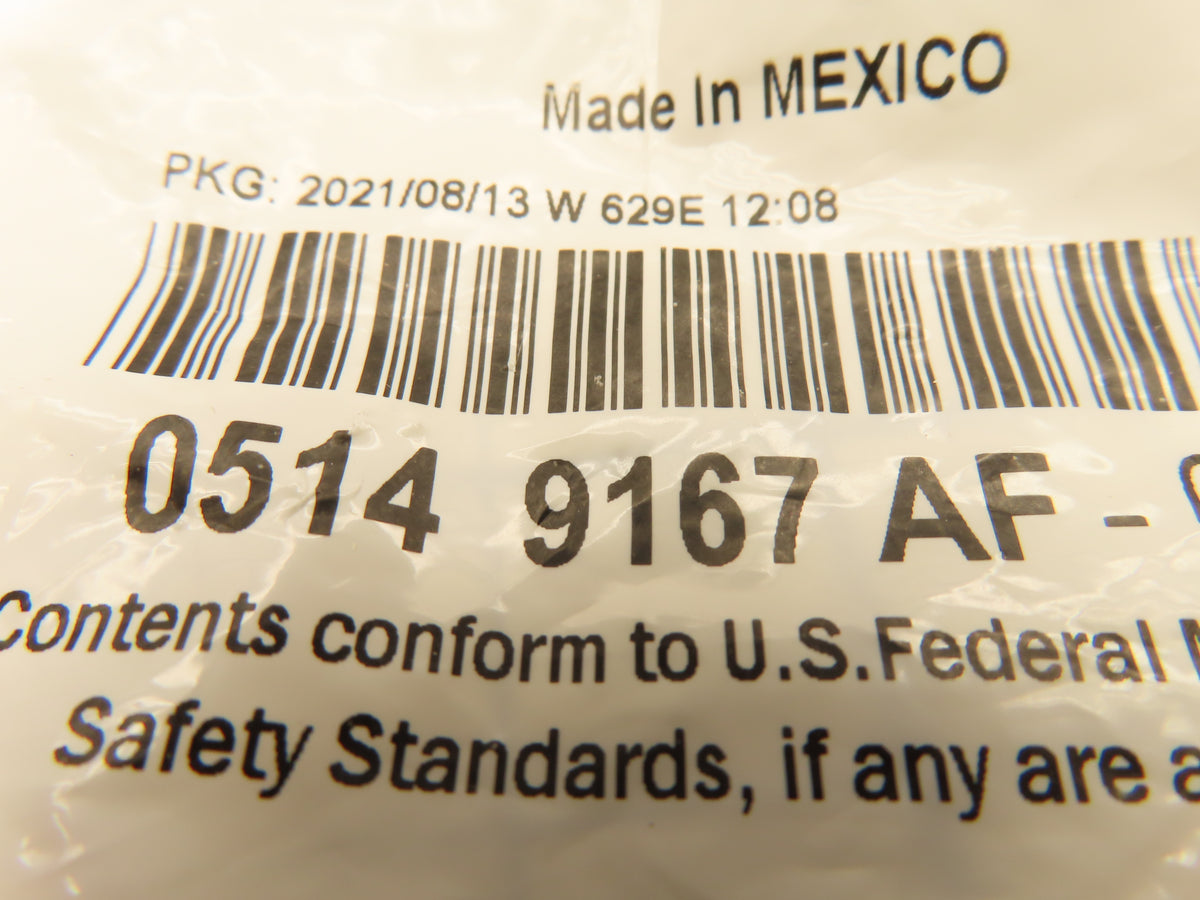 Made In MEXICO
PKG: 2021/08/13 W 629E 12:08
0514 9167 AF -
Contents conform to U.S.Federal
Safety Standards, if any are